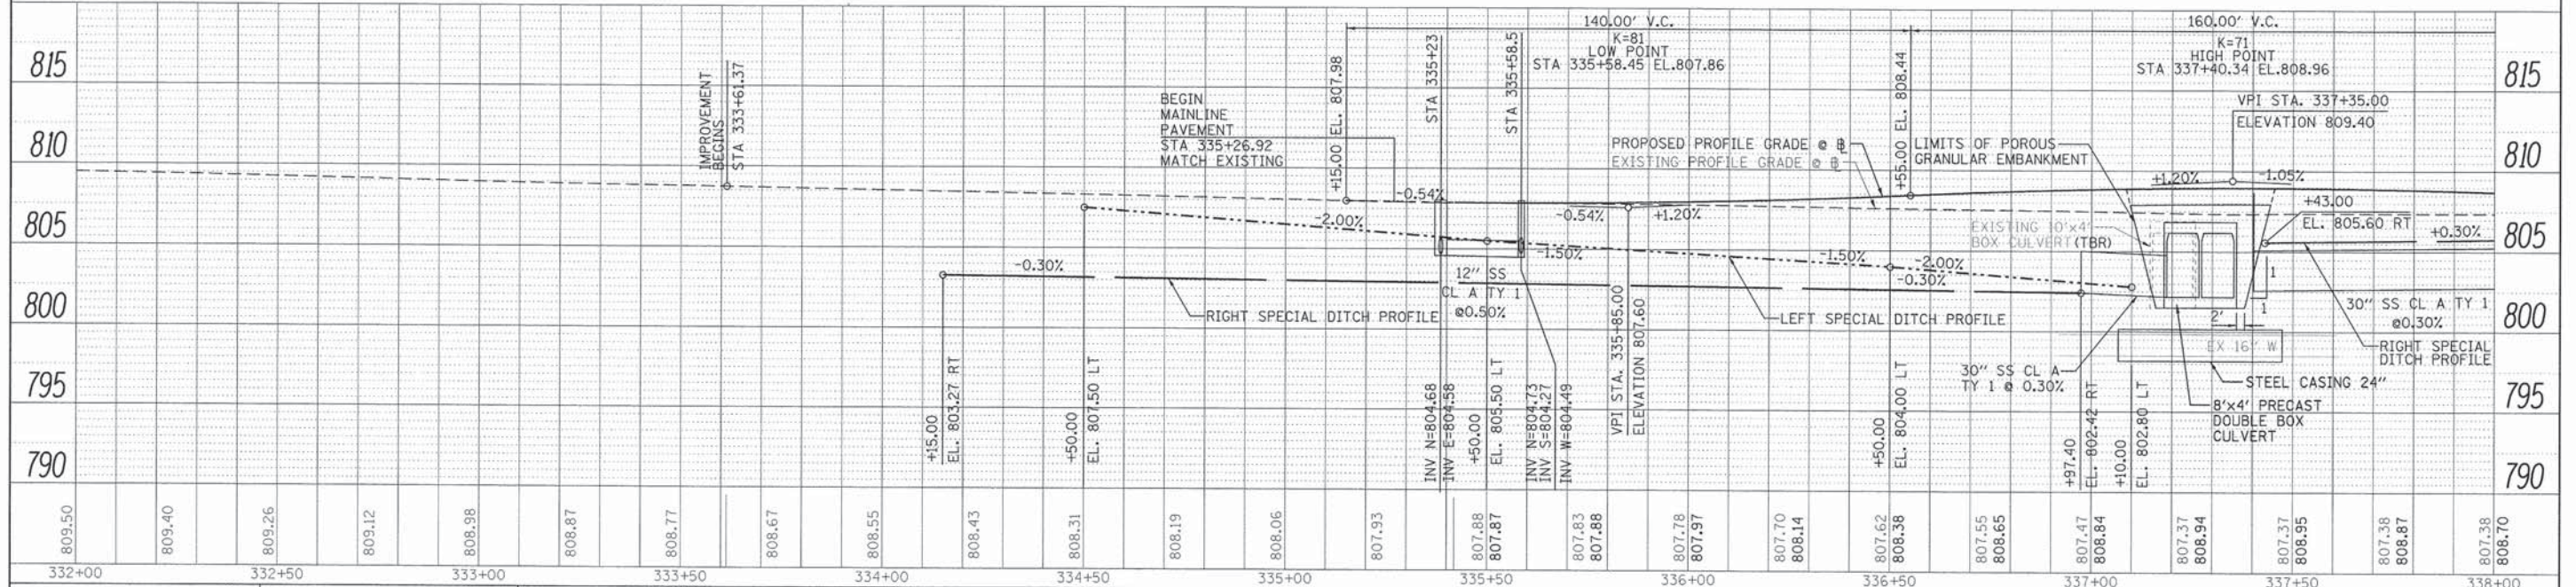 140.00' V.C.
K=81
LOW POINT
STA 335+58.45 EL.807.86
160.00' V.C.
K=71
HIGH POINT
STA 337+40.34 EL.808.96
815
810
805
800
795
790
815
810
805
800
795
790
IMPROVEMENT
BEGINS
STA 333+61.37
BEGIN
MAINLINE
PAVEMENT
STA 335+26.92
MATCH EXISTING
+15.00 EL. 807.98
STA 335+23
STA 335+58.5
PROPOSED PROFILE GRADE @ ℄
EXISTING PROFILE GRADE @ ℄
+55.00 EL. 808.44
LIMITS OF POROUS
GRANULAR EMBANKMENT
VPI STA. 337+35.00
ELEVATION 809.40
+1.20%
-1.05%
-0.54%
-2.00%
-0.54%
+1.20%
-1.50%
-1.50%
-2.00%
-0.30%
-0.30%
EXISTING 10'x4'
BOX CULVERT (TBR)
+43.00
EL. 805.60 RT
+0.30%
12" SS
CL A TY 1
@0.50%
RIGHT SPECIAL DITCH PROFILE
LEFT SPECIAL DITCH PROFILE
1
1
2'
30" SS CL A TY 1
@0.30%
RIGHT SPECIAL
DITCH PROFILE
EX 16" W
STEEL CASING 24"
8'x4' PRECAST
DOUBLE BOX
CULVERT
30" SS CL A
TY 1 @ 0.30%
+15.00
EL. 803.27 RT
+50.00
EL. 807.50 LT
INV N=804.68
INV E=804.58
+50.00
EL. 805.50 LT
INV N=804.73
INV S=804.27
INV W=804.49
VPI STA. 335+85.00
ELEVATION 807.60
+50.00
EL. 804.00 LT
+97.40
EL. 802.42 RT
+10.00
EL. 802.80 LT
809.50
809.40
809.26
809.12
808.98
808.87
808.77
808.67
808.55
808.43
808.31
808.19
808.06
807.93
807.88
807.87
807.83
807.88
807.78
807.97
807.70
808.14
807.62
808.38
807.55
808.65
807.47
808.84
807.37
808.94
807.37
808.95
807.38
808.87
807.38
808.70
332+00
332+50
333+00
333+50
334+00
334+50
335+00
335+50
336+00
336+50
337+00
337+50
338+00